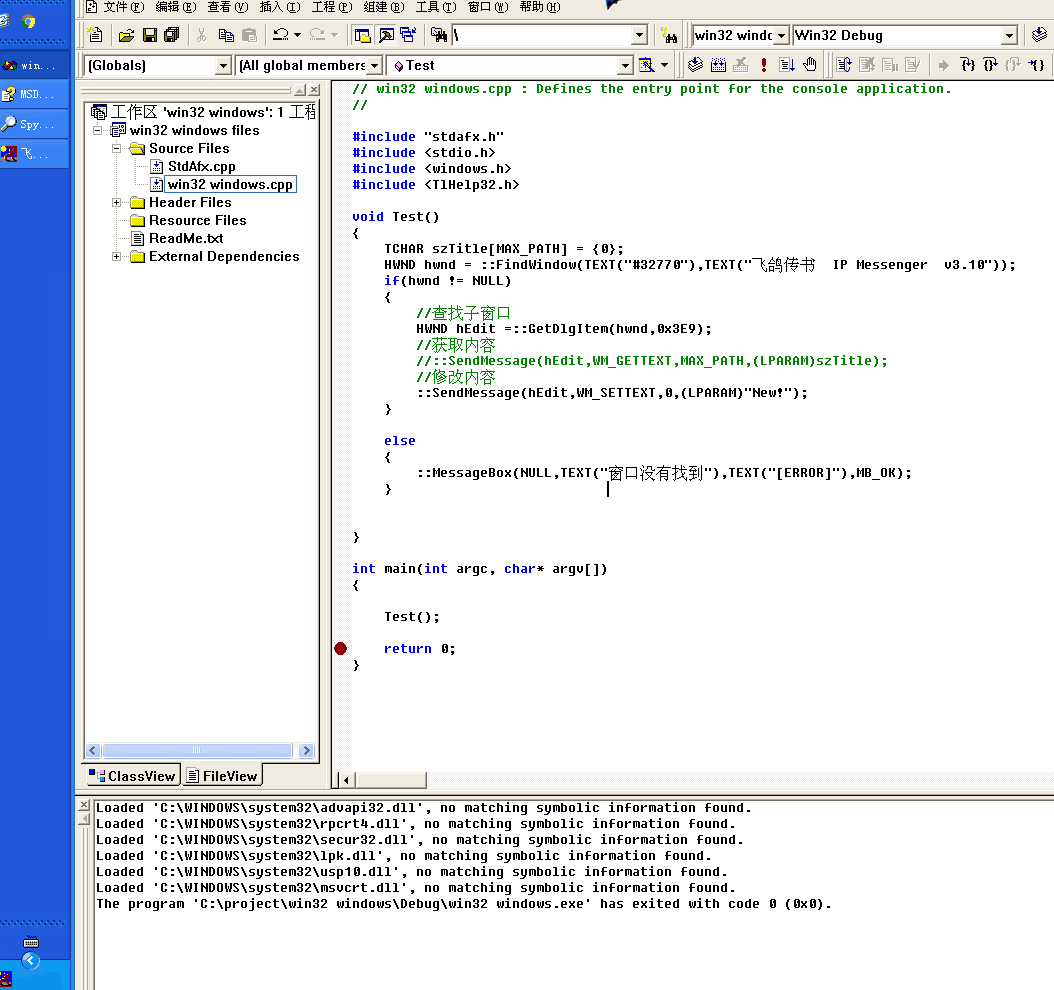 文件(F) 编辑(E) 查看(V) 插入(I) 工程(P) 组建(B) 工具(T) 窗口(W) 帮助(H)
\ win32 windc Win32 Debug
(Globals) (All global members Test
win...
MSD...
Spy...
飞...
工作区 'win32 windows': 1 工程
win32 windows files
Source Files
StdAfx.cpp
win32 windows.cpp
Header Files
Resource Files
ReadMe.txt
External Dependencies
ClassView FileView
// win32 windows.cpp : Defines the entry point for the console application.
//
#include "stdafx.h"
#include <stdio.h>
#include <windows.h>
#include <TlHelp32.h>
void Test()
{
TCHAR szTitle[MAX_PATH] = {0};
HWND hwnd = ::FindWindow(TEXT("#32770"),TEXT("飞鸽传书  IP Messenger  v3.10"));
if(hwnd != NULL)
{
//查找子窗口
HWND hEdit =::GetDlgItem(hwnd,0x3E9);
//获取内容
//::SendMessage(hEdit,WM_GETTEXT,MAX_PATH,(LPARAM)szTitle);
//修改内容
::SendMessage(hEdit,WM_SETTEXT,0,(LPARAM)"New!");
}
else
{
::MessageBox(NULL,TEXT("窗口没有找到"),TEXT("[ERROR]"),MB_OK);
}
}
int main(int argc, char* argv[])
{
Test();
return 0;
}
Loaded 'C:\WINDOWS\system32\advapi32.dll', no matching symbolic information found.
Loaded 'C:\WINDOWS\system32\rpcrt4.dll', no matching symbolic information found.
Loaded 'C:\WINDOWS\system32\secur32.dll', no matching symbolic information found.
Loaded 'C:\WINDOWS\system32\lpk.dll', no matching symbolic information found.
Loaded 'C:\WINDOWS\system32\usp10.dll', no matching symbolic information found.
Loaded 'C:\WINDOWS\system32\msvcrt.dll', no matching symbolic information found.
The program 'C:\project\win32 windows\Debug\win32 windows.exe' has exited with code 0 (0x0).